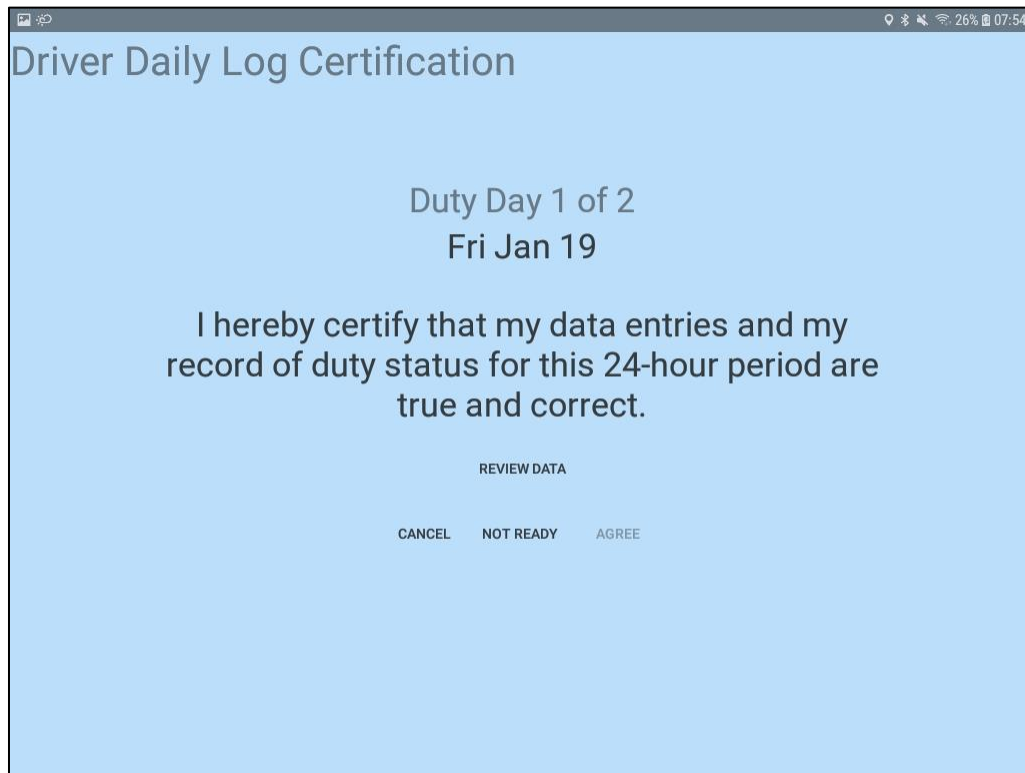 26% 07:54
Driver Daily Log Certification
Duty Day 1 of 2
Fri Jan 19
I hereby certify that my data entries and my
record of duty status for this 24-hour period are
true and correct.
REVIEW DATA
CANCEL NOT READY AGREE